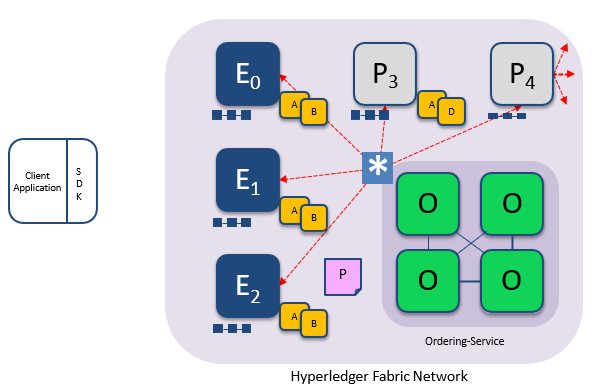 E0
P3
P4
A
B
A
D
*
Client
Application
S
D
K
E1
A
B
O
O
E2
P
O
O
A
B
Ordering-Service
Hyperledger Fabric Network